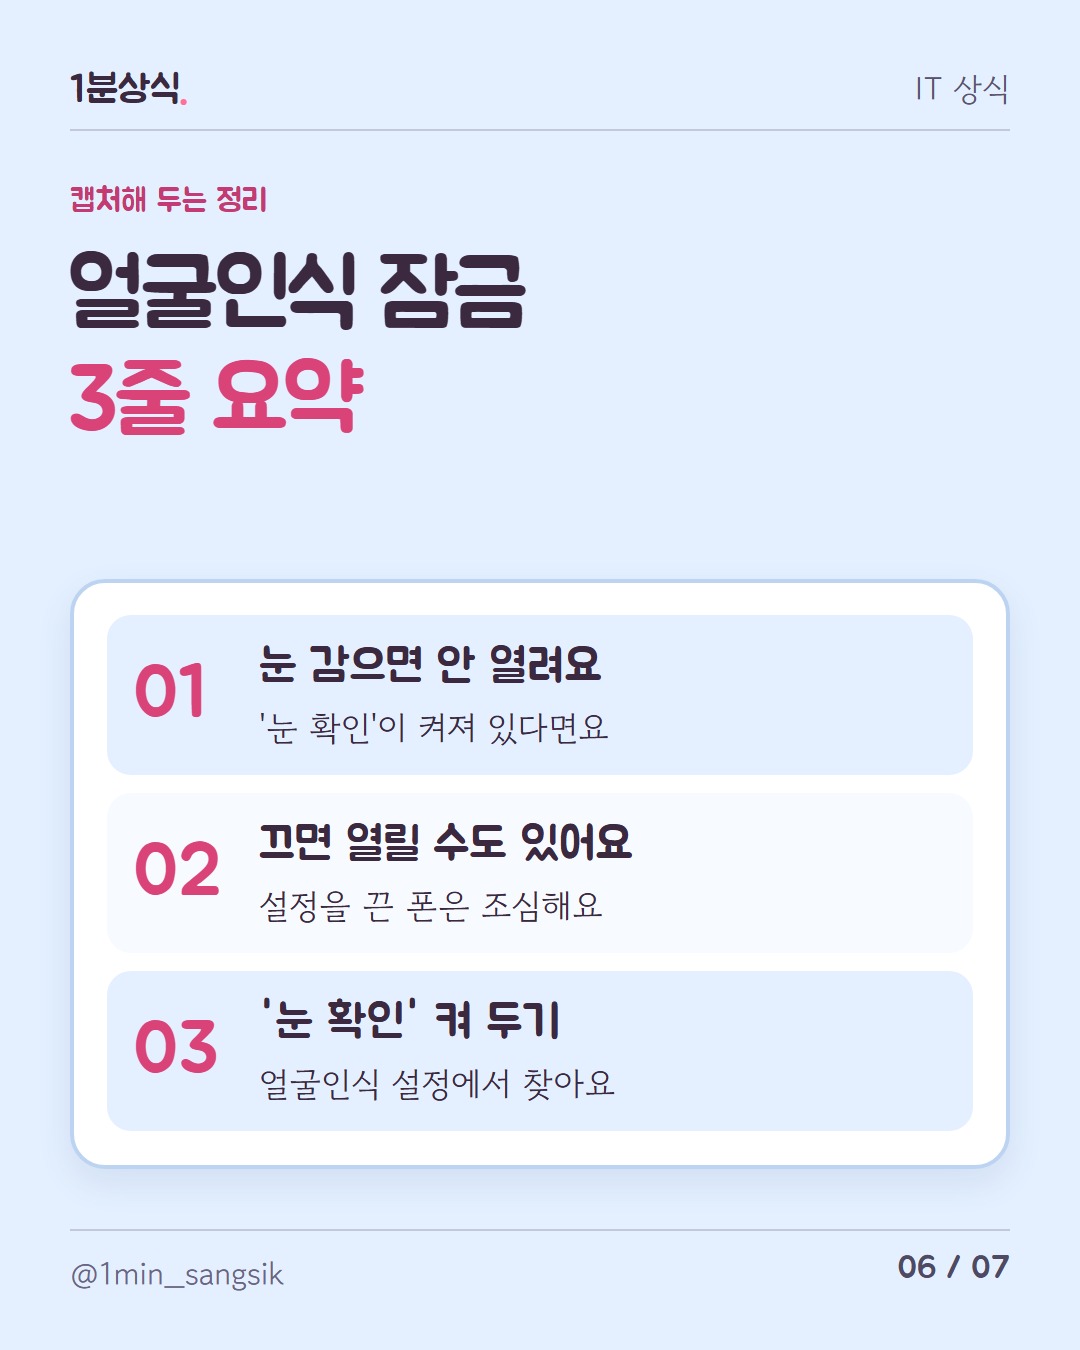 1분상식.
IT 상식
캡처해 두는 정리
얼굴인식 잠금
3줄 요약
01
눈 감으면 안 열려요
'눈 확인'이 켜져 있다면요
02
끄면 열릴 수도 있어요
설정을 끈 폰은 조심해요
03
'눈 확인' 켜 두기
얼굴인식 설정에서 찾아요
@1min_sangsik
06 / 07